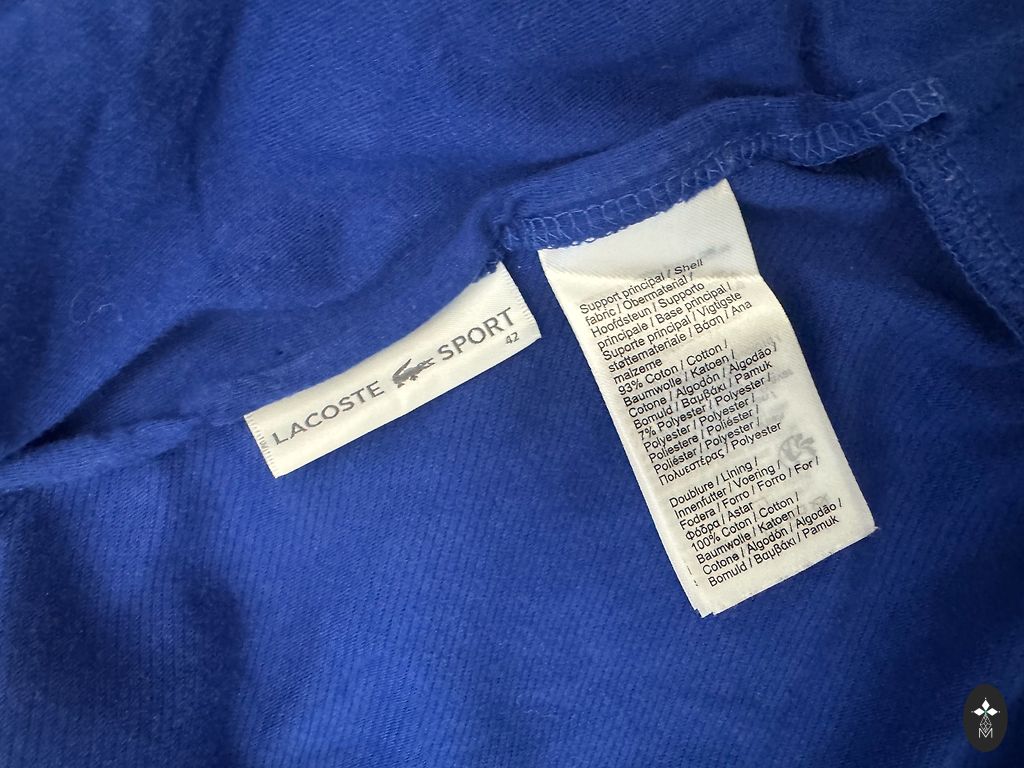 LACOSTE SPORT
42
Support principal / Shell
fabric / Obermaterial /
Hoofdsteun / Supporto
principale / Base principal /
Suporte principal / Vigtigste
støttemateriale / Βάση / Ana
malzeme
93% Coton / Cotton /
Baumwolle / Katoen /
Cotone / Algodón / Algodão /
Bomuld / Βαμβάκι / Pamuk
7% Polyester / Polyester /
Polyester / Polyester /
Poliestere / Poliéster /
Poliéster / Polyester /
Πολυεστέρας / Polyester
Doublure / Lining /
Innenfutter / Voering /
Fodera / Forro / Forro / For /
Φόδρα / Astar
100% Coton / Cotton /
Baumwolle / Katoen /
Cotone / Algodón / Algodão /
Bomuld / Βαμβάκι / Pamuk
M